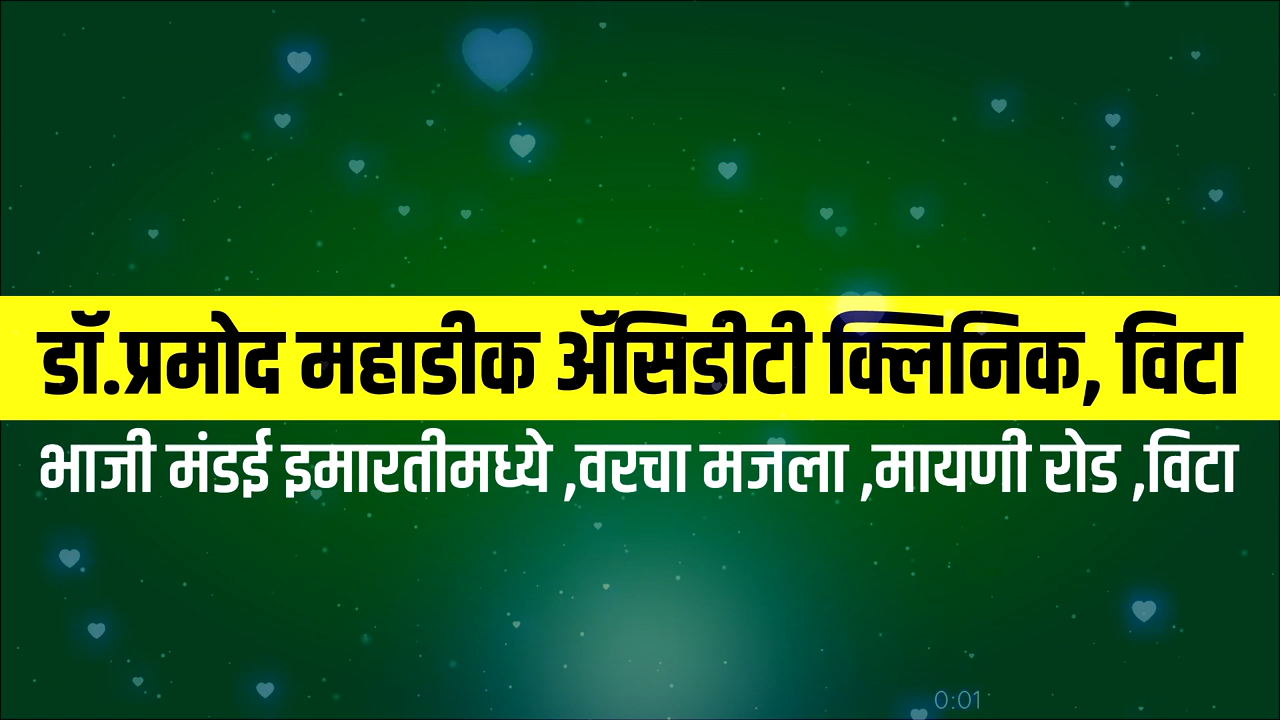 डॉ.प्रमोद महाडीक ॲसिडीटी क्लिनिक, विटा
भाजी मंडई इमारतीमध्ये ,वरचा मजला ,मायणी रोड ,विटा
0:01